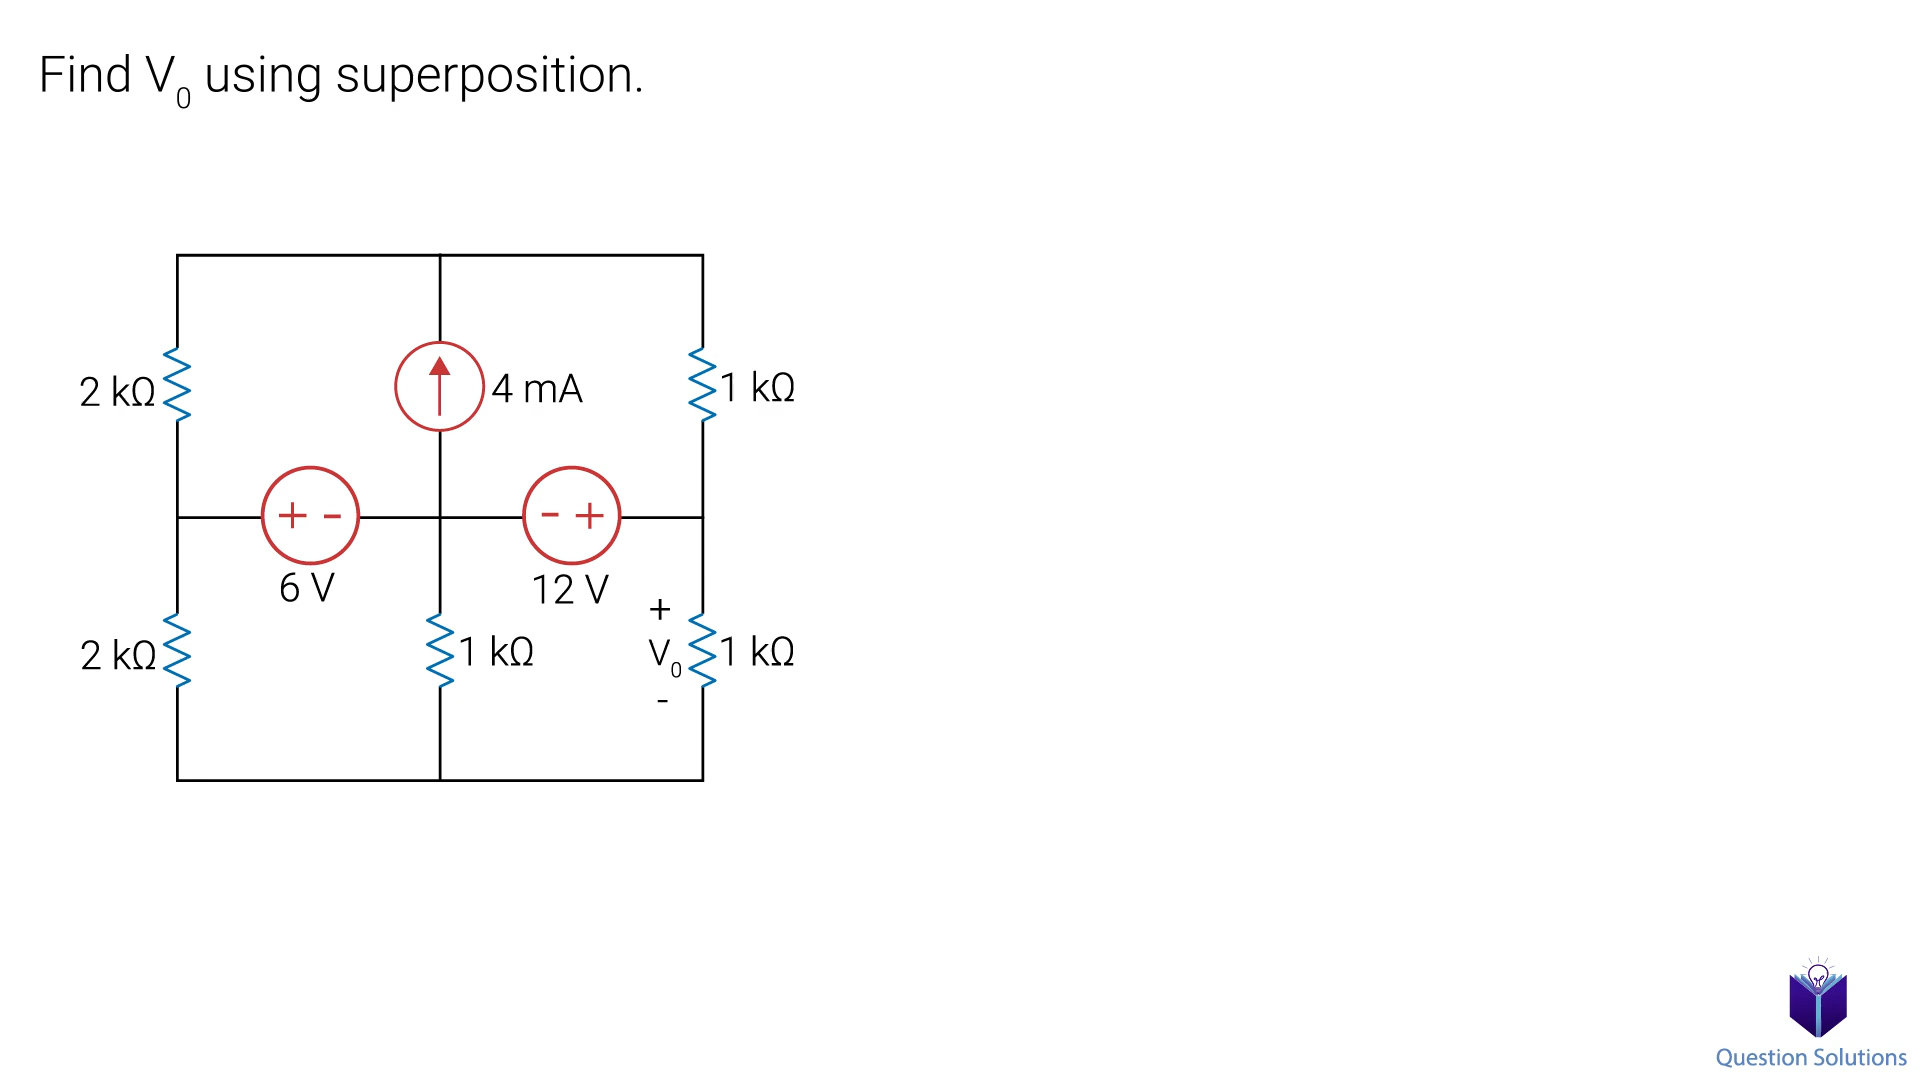 Find V₀ using superposition.
2 kΩ
4 mA
1 kΩ
+ -
- +
6 V
12 V
+
2 kΩ
1 kΩ
V₀
1 kΩ
-
Question Solutions